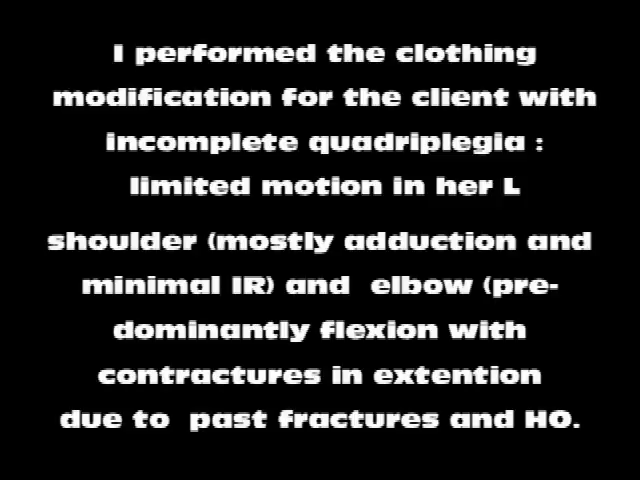 I performed the clothing
modification for the client with
incomplete quadriplegia :
limited motion in her L
shoulder (mostly adduction and
minimal IR) and elbow (pre-
dominantly flexion with
contractures in extention
due to past fractures and HO.